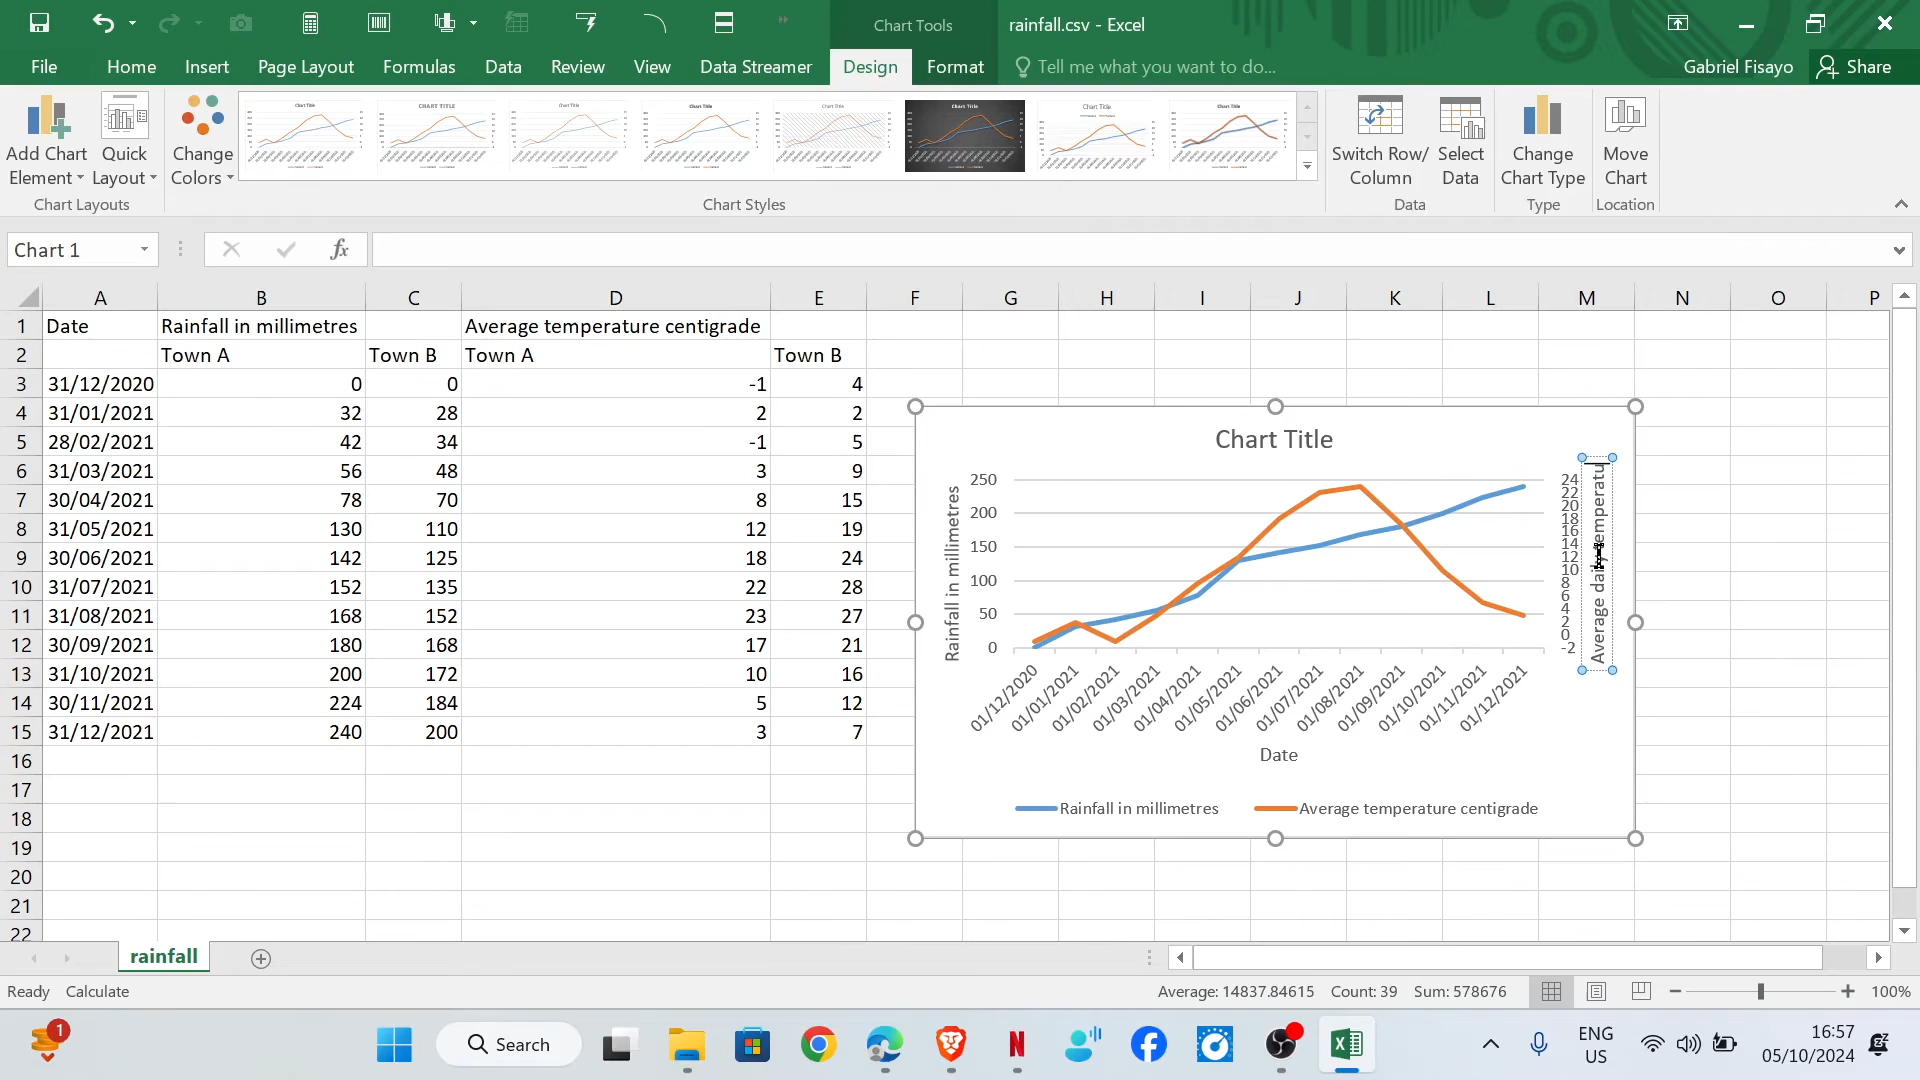 Chart Tools
rainfall.csv - Excel
File Home Insert Page Layout Formulas Data Review View Data Streamer Design Format Tell me what you want to do... Gabriel Fisayo Share
Add Chart Element
Quick Layout
Change Colors
Switch Row/ Column
Select Data
Change Chart Type
Move Chart
Chart Layouts Chart Styles Data Type Location
Chart 1 fx
A B C D E F G H I J K L M N O P
1 Date Rainfall in millimetres Average temperature centigrade
2 Town A Town B Town A Town B
3 31/12/2020 0 0 -1 4
4 31/01/2021 32 28 2 2
5 28/02/2021 42 34 -1 5
6 31/03/2021 56 48 3 9
7 30/04/2021 78 70 8 15
8 31/05/2021 130 110 12 19
9 30/06/2021 142 125 18 24
10 31/07/2021 152 135 22 28
11 31/08/2021 168 152 23 27
12 30/09/2021 180 168 17 21
13 31/10/2021 200 172 10 16
14 30/11/2021 224 184 5 12
15 31/12/2021 240 200 3 7
16
17
18
19
20
21
22
Chart Title
Rainfall in millimetres
250
200
150
100
50
0
24
22
20
18
16
14
12
10
8
6
4
2
0
-2
Average daily temperatu
01/12/2020 01/01/2021 01/02/2021 01/03/2021 01/04/2021 01/05/2021 01/06/2021 01/07/2021 01/08/2021 01/09/2021 01/10/2021 01/11/2021 01/12/2021
Date
Rainfall in millimetres Average temperature centigrade
rainfall
Ready Calculate Average: 14837.84615 Count: 39 Sum: 578676 100%
1 Search ENG US 16:57 05/10/2024